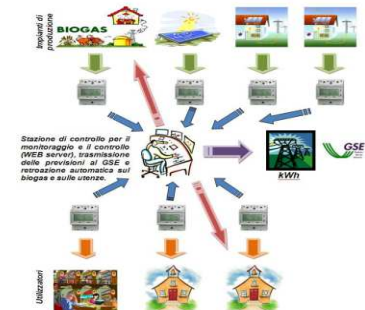 Impianti di
produzione
BIOGAS
Stazione di controllo per il
monitoraggio e il controllo
(WEB server), trasmissione
delle previsioni al GSE e
retroazione automatica sul
biogas e sulle utenze.
kWh
GSE
Utilizzatori